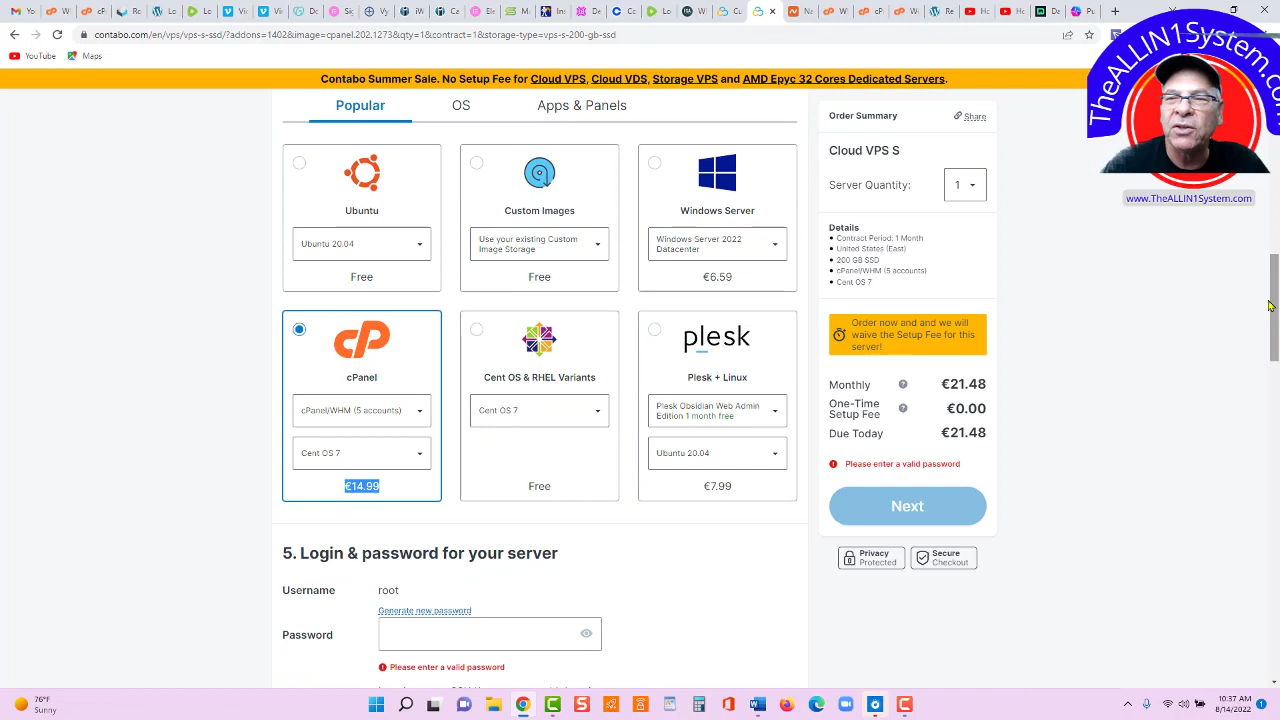 contabo.com/en/vps/vps-s-ssd/?addons=1402&image=cpanel.202.1273&qty=1&contract=1&storage-type=vps-200-gb-ssd
YouTube
Maps
Contabo Summer Sale. No Setup Fee for Cloud VPS, Cloud VDS, Storage VPS and AMD Epyc 32 Cores Dedicated Servers.
TheALLIN1System.com
www.TheALLIN1System.com
Popular
OS
Apps & Panels
Ubuntu
Ubuntu 20.04
Free
Custom Images
Use your existing Custom
Image Storage
Free
Windows Server
Windows Server 2022
Datacenter
€6.59
cP
cPanel
cPanel/WHM (5 accounts)
Cent OS 7
€14.99
Cent OS & RHEL Variants
Cent OS 7
Free
plesk
Plesk + Linux
Plesk Obsidian Web Admin
Edition 1 month free
Ubuntu 20.04
€7.99
Order Summary
Share
Cloud VPS S
Server Quantity:
1
Details
Contract Period: 1 Month
United States (East)
200 GB SSD
cPanel/WHM (5 accounts)
Cent OS 7
Order now and and we will
waive the Setup Fee for this
server!
Monthly
€21.48
One-Time
Setup Fee
€0.00
Due Today
€21.48
Please enter a valid password
Next
Privacy
Protected
Secure
Checkout
5. Login & password for your server
Username
root
Generate new password
Password
Please enter a valid password
76°F
Sunny
10:37 AM
8/14/2022